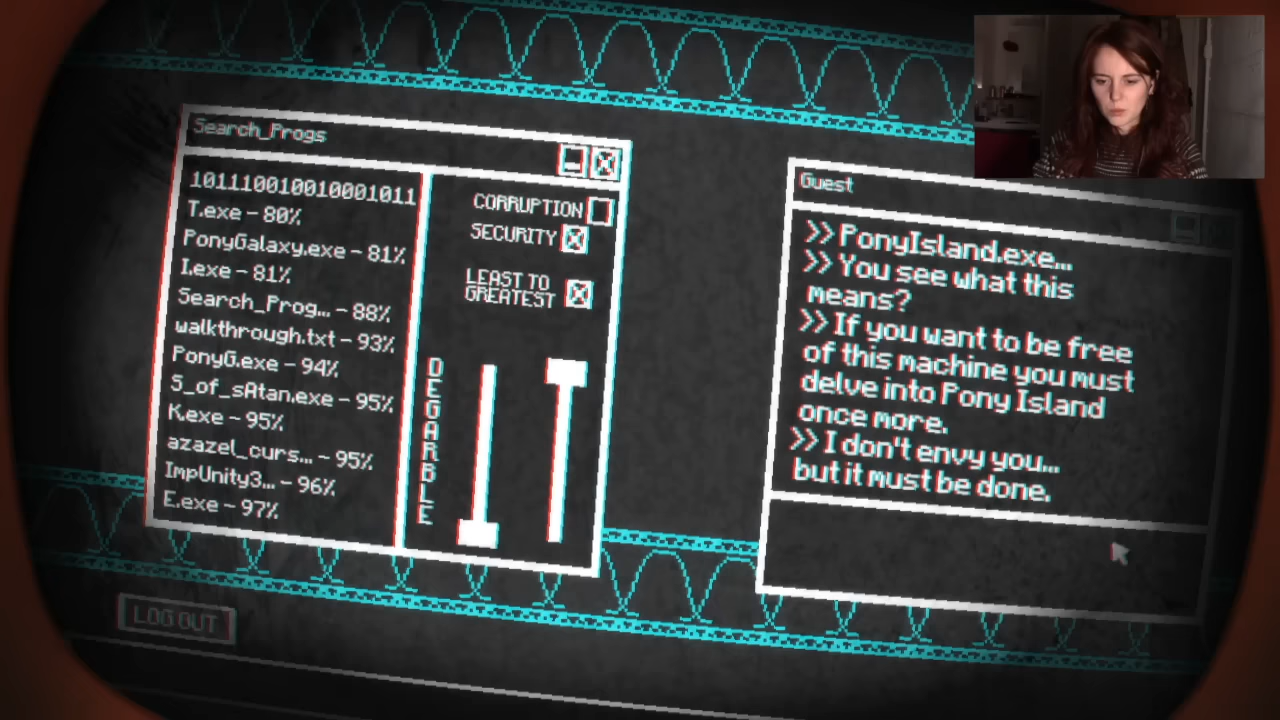 Search_Progs
101110010010001011
T.exe - 80%
PonyGalaxy.exe - 81%
I.exe - 81%
Search_Prog... - 88%
walkthrough.txt - 93%
PonyG.exe - 94%
S_of_sAtan.exe - 95%
K.exe - 95%
azazel_curs... - 95%
ImpUnity3... - 96%
E.exe - 97%
CORRUPTION
SECURITY
LEAST TO
GREATEST
DEGARBLE
Guest
>> PonyIsland.exe...
>> You see what this
means?
>> If you want to be free
of this machine you must
delve into Pony Island
once more.
>> I don't envy you...
but it must be done.
LOG OUT